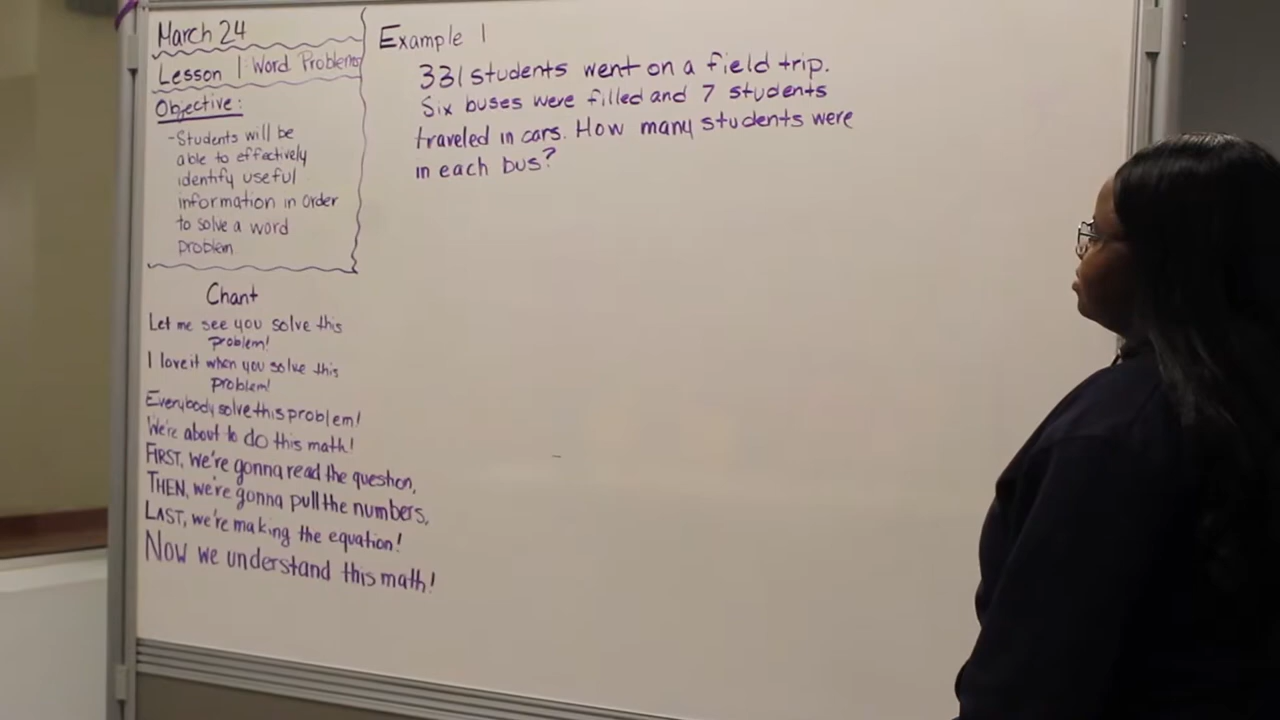 March 24
Lesson 1: Word Problems
Objective:
-Students will be
able to effectively
identify useful
information in order
to solve a word
problem
Chant
Let me see you solve this
problem!
I love it when you solve this
problem!
Everybody solve this problem!
We're about to do this math!
FIRST, we're gonna read the question,
THEN, we're gonna pull the numbers,
LAST, we're making the equation!
Now we understand this math!
Example 1
331 students went on a field trip.
Six buses were filled and 7 students
traveled in cars. How many students were
in each bus?